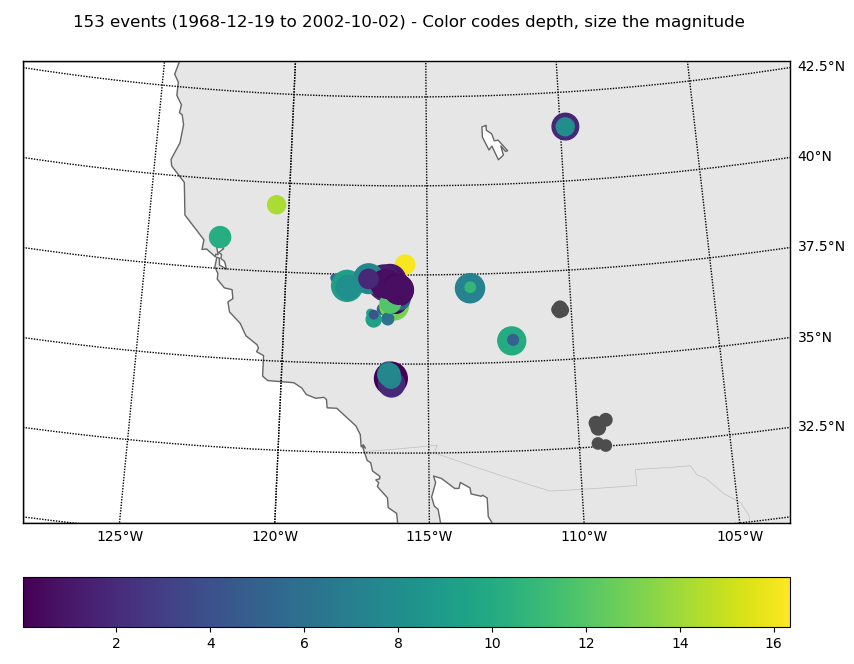 153 events (1968-12-19 to 2002-10-02) - Color codes depth, size the magnitude
42.5°N
40°N
37.5°N
35°N
32.5°N
125°W 120°W 115°W 110°W 105°W
2 4 6 8 10 12 14 16